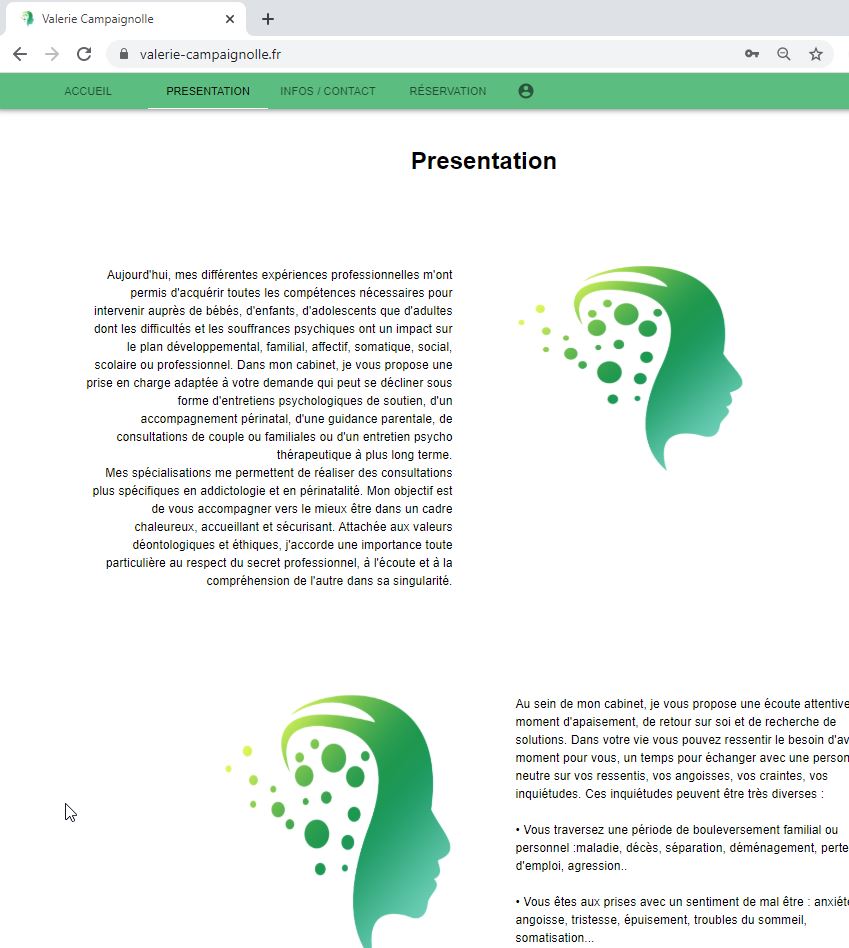 Valerie Campaignolle
valerie-campaignolle.fr
ACCUEIL PRESENTATION INFOS / CONTACT RÉSERVATION
Presentation
Aujourd'hui, mes différentes expériences professionnelles m'ont
permis d'acquérir toutes les compétences nécessaires pour
intervenir auprès de bébés, d'enfants, d'adolescents que d'adultes
dont les difficultés et les souffrances psychiques ont un impact sur
le plan développemental, familial, affectif, somatique, social,
scolaire ou professionnel. Dans mon cabinet, je vous propose une
prise en charge adaptée à votre demande qui peut se décliner sous
forme d'entretiens psychologiques de soutien, d'un
accompagnement périnatal, d'une guidance parentale, de
consultations de couple ou familiales ou d'un entretien psycho
thérapeutique à plus long terme.
Mes spécialisations me permettent de réaliser des consultations
plus spécifiques en addictologie et en périnatalité. Mon objectif est
de vous accompagner vers le mieux être dans un cadre
chaleureux, accueillant et sécurisant. Attachée aux valeurs
déontologiques et éthiques, j'accorde une importance toute
particulière au respect du secret professionnel, à l'écoute et à la
compréhension de l'autre dans sa singularité.
Au sein de mon cabinet, je vous propose une écoute attentive
moment d'apaisement, de retour sur soi et de recherche de
solutions. Dans votre vie vous pouvez ressentir le besoin d'av
moment pour vous, un temps pour échanger avec une person
neutre sur vos ressentis, vos angoisses, vos craintes, vos
inquiétudes. Ces inquiétudes peuvent être très diverses :
• Vous traversez une période de bouleversement familial ou
personnel :maladie, décès, séparation, déménagement, perte
d'emploi, agression..
• Vous êtes aux prises avec un sentiment de mal être : anxiété
angoisse, tristesse, épuisement, troubles du sommeil,
somatisation...